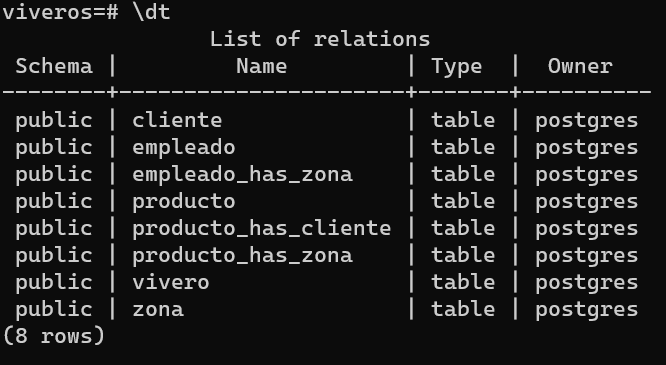 viveros=# \dt
                List of relations
 Schema |         Name         | Type  |  Owner
--------+----------------------+-------+----------
 public | cliente              | table | postgres
 public | empleado             | table | postgres
 public | empleado_has_zona    | table | postgres
 public | producto             | table | postgres
 public | producto_has_cliente | table | postgres
 public | producto_has_zona    | table | postgres
 public | vivero               | table | postgres
 public | zona                 | table | postgres
(8 rows)